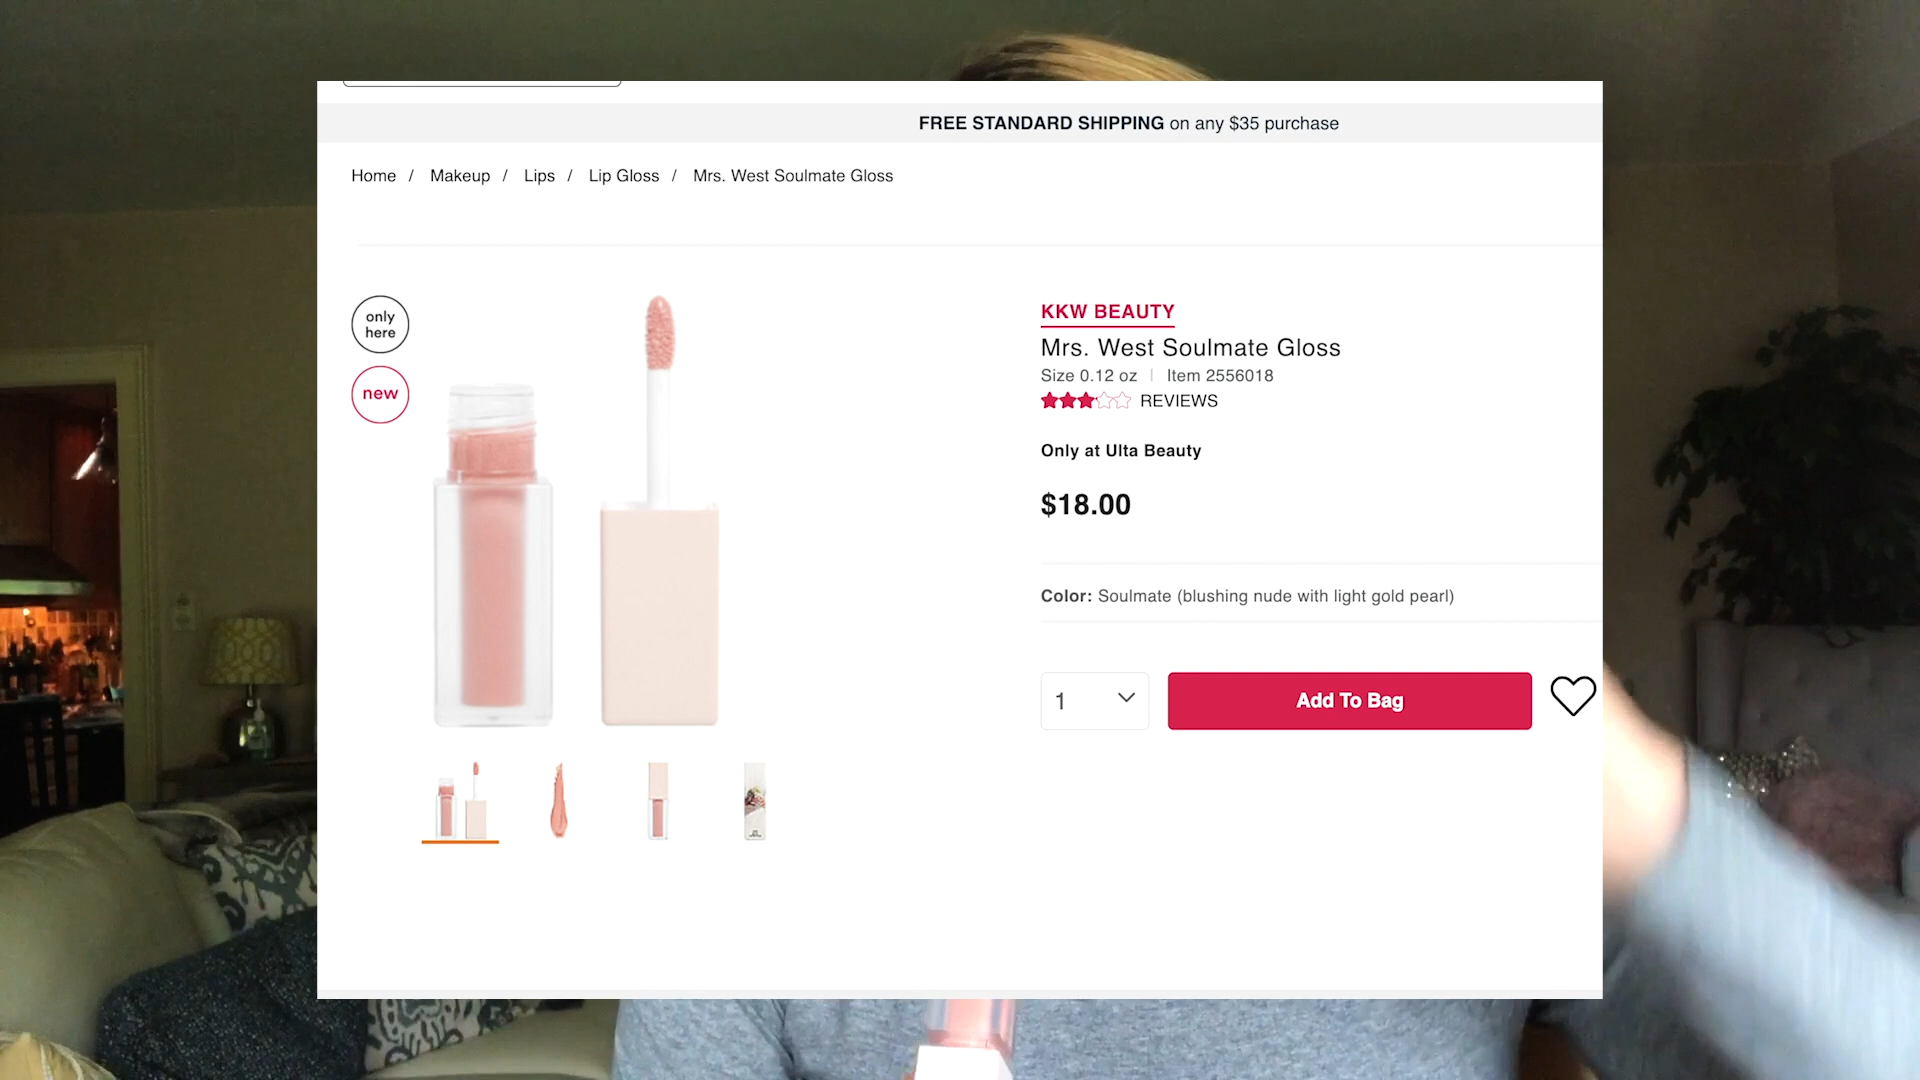 FREE STANDARD SHIPPING on any $35 purchase
Home / Makeup / Lips / Lip Gloss / Mrs. West Soulmate Gloss
only
here
new
KKW BEAUTY
Mrs. West Soulmate Gloss
Size 0.12 oz | Item 2556018
REVIEWS
Only at Ulta Beauty
$18.00
Color: Soulmate (blushing nude with light gold pearl)
1
Add To Bag